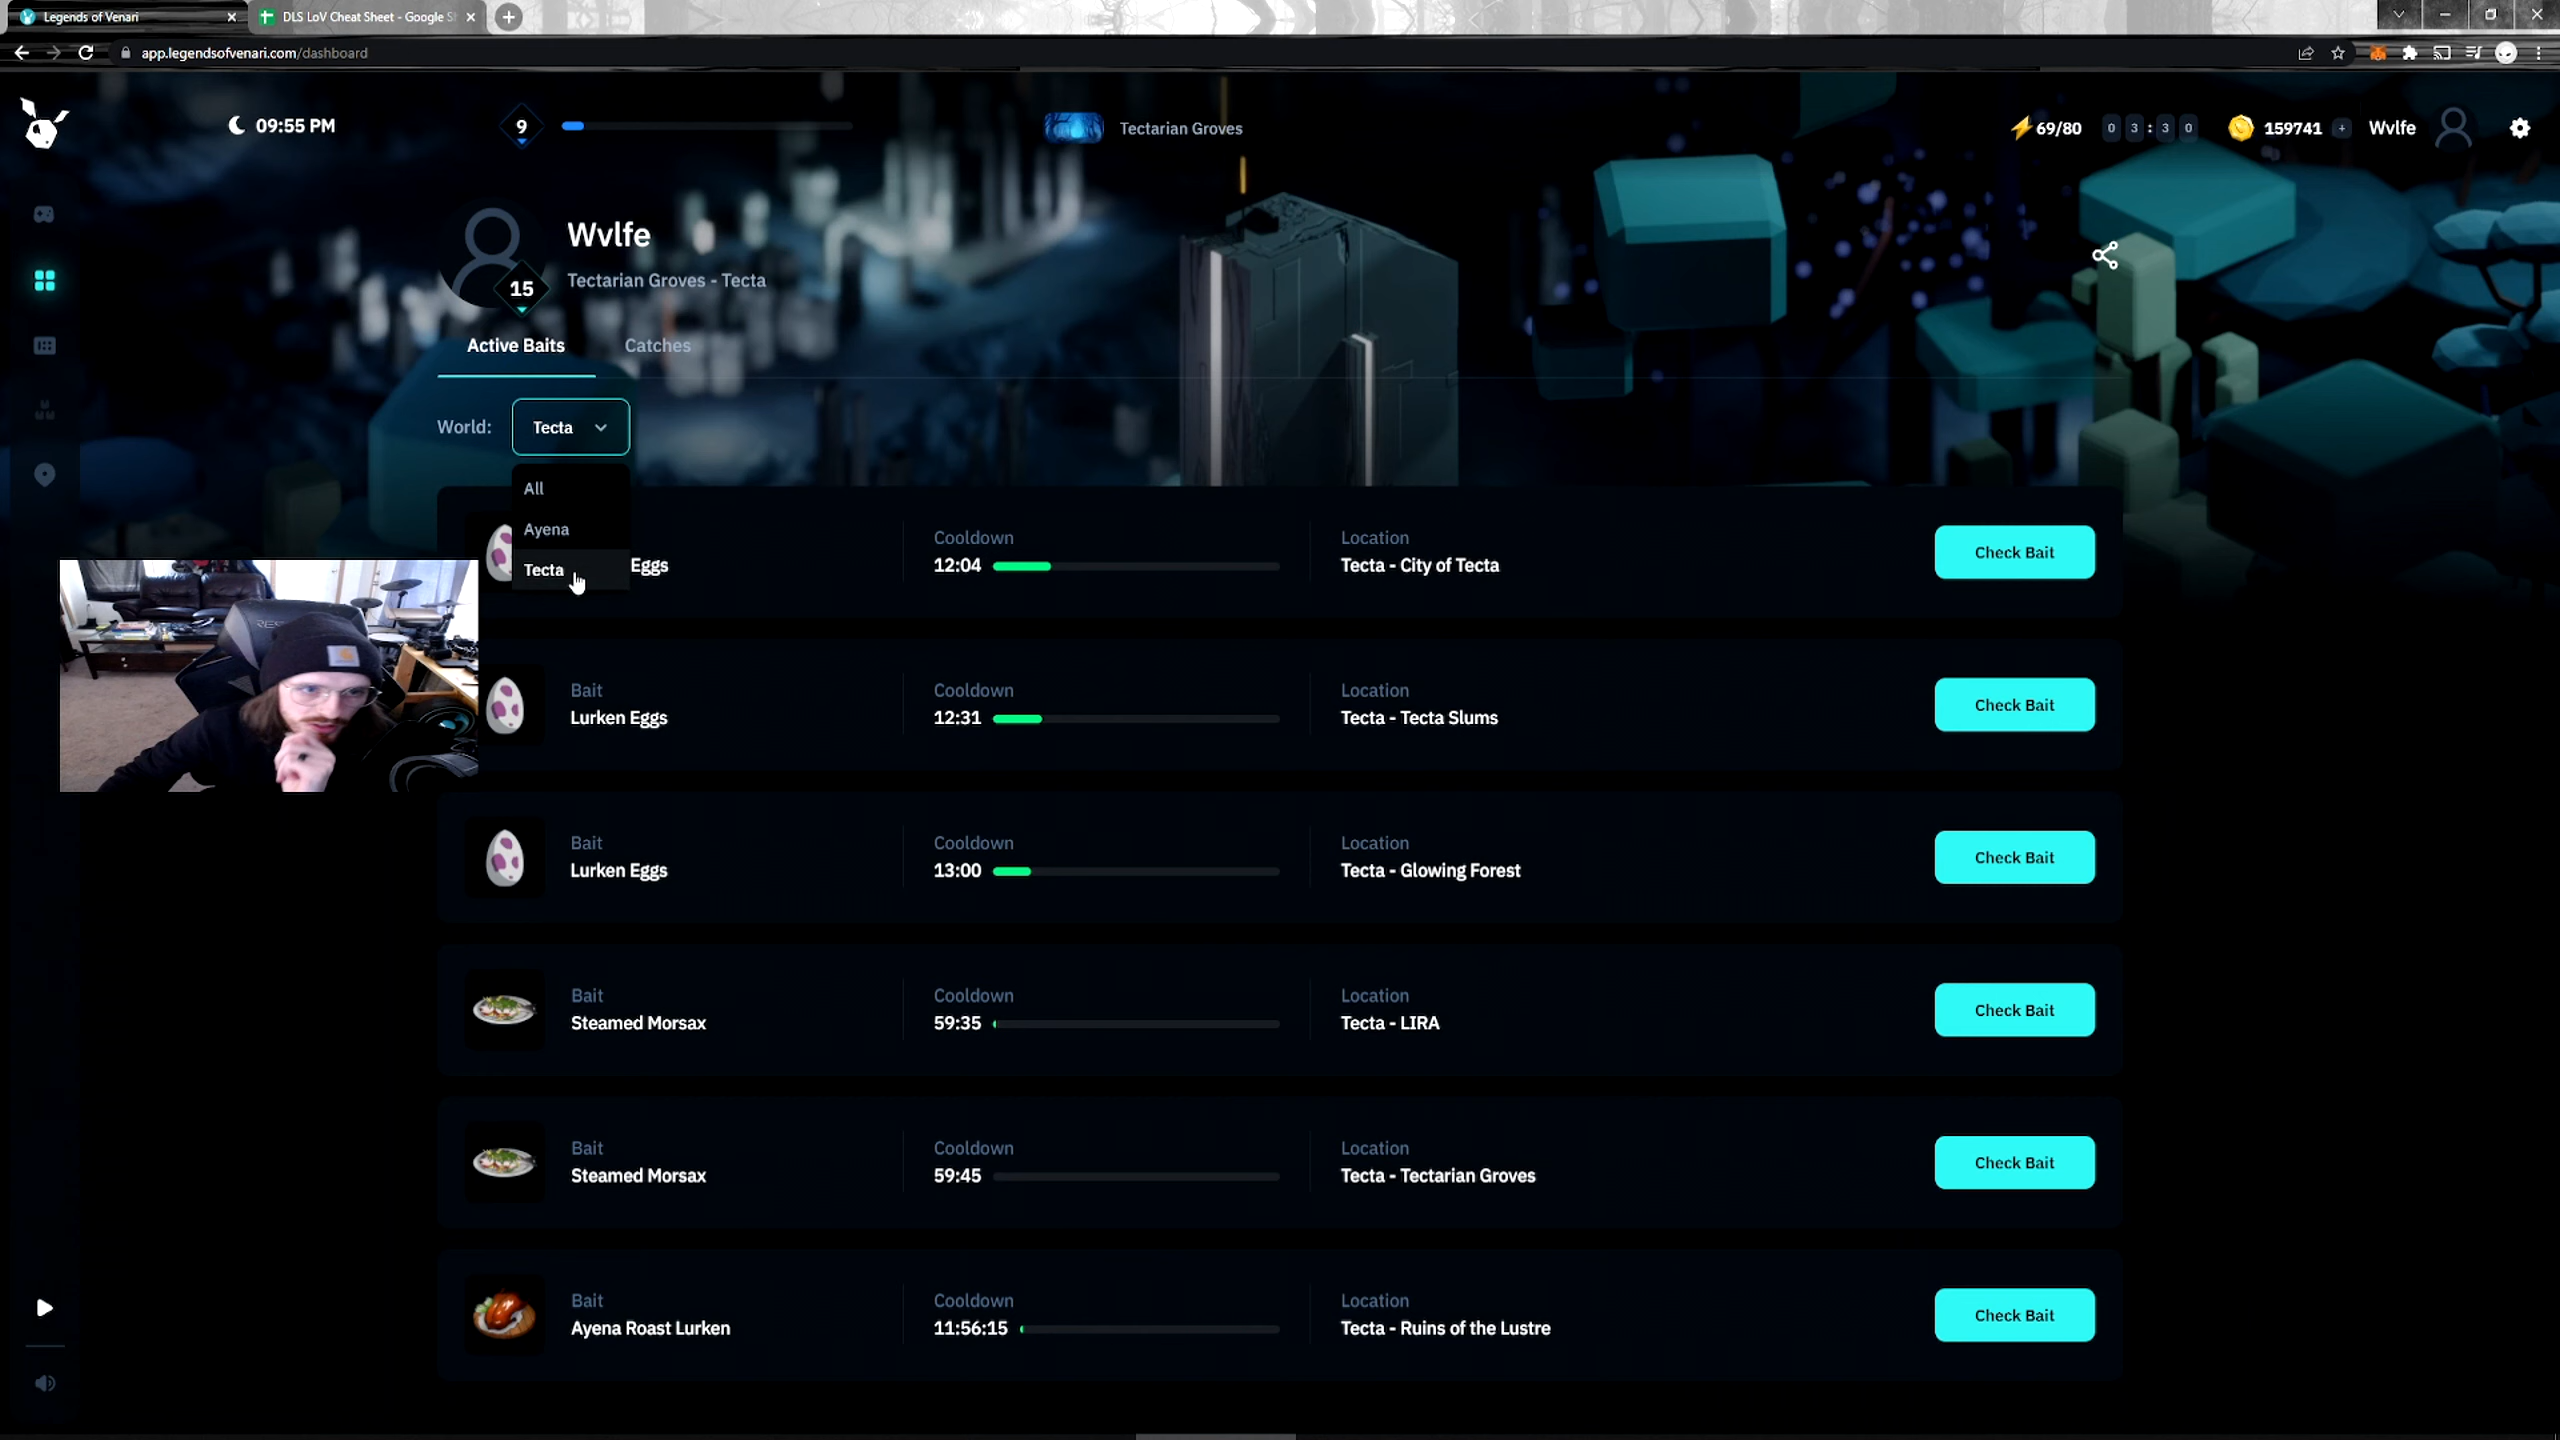 Legends of Venari
DLS LoV Cheat Sheet - Google S
app.legendsofvenari.com/dashboard
09:55 PM
9
Tectarian Groves
69/80
0 3 : 3 0
159741
+
Wvlfe
Wvlfe
15
Tectarian Groves - Tecta
Active Baits
Catches
World:
Tecta
All
Ayena
Tecta
Eggs
Cooldown
12:04
Location
Tecta - City of Tecta
Check Bait
Bait
Lurken Eggs
Cooldown
12:31
Location
Tecta - Tecta Slums
Check Bait
Bait
Lurken Eggs
Cooldown
13:00
Location
Tecta - Glowing Forest
Check Bait
Bait
Steamed Morsax
Cooldown
59:35
Location
Tecta - LIRA
Check Bait
Bait
Steamed Morsax
Cooldown
59:45
Location
Tecta - Tectarian Groves
Check Bait
Bait
Ayena Roast Lurken
Cooldown
11:56:15
Location
Tecta - Ruins of the Lustre
Check Bait